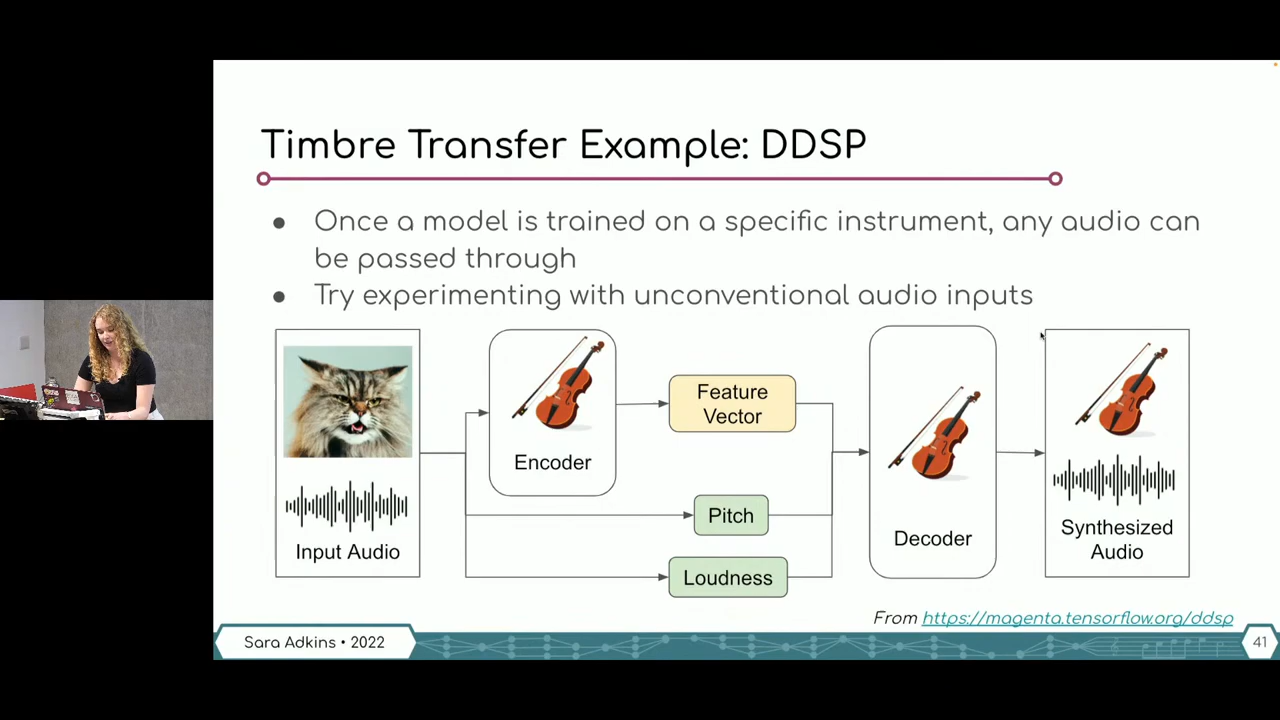 Timbre Transfer Example: DDSP
● Once a model is trained on a specific instrument, any audio can
be passed through
● Try experimenting with unconventional audio inputs
Input Audio
Encoder
Feature
Vector
Pitch
Loudness
Decoder
Synthesized
Audio
From https://magenta.tensorflow.org/ddsp
Sara Adkins • 2022
41